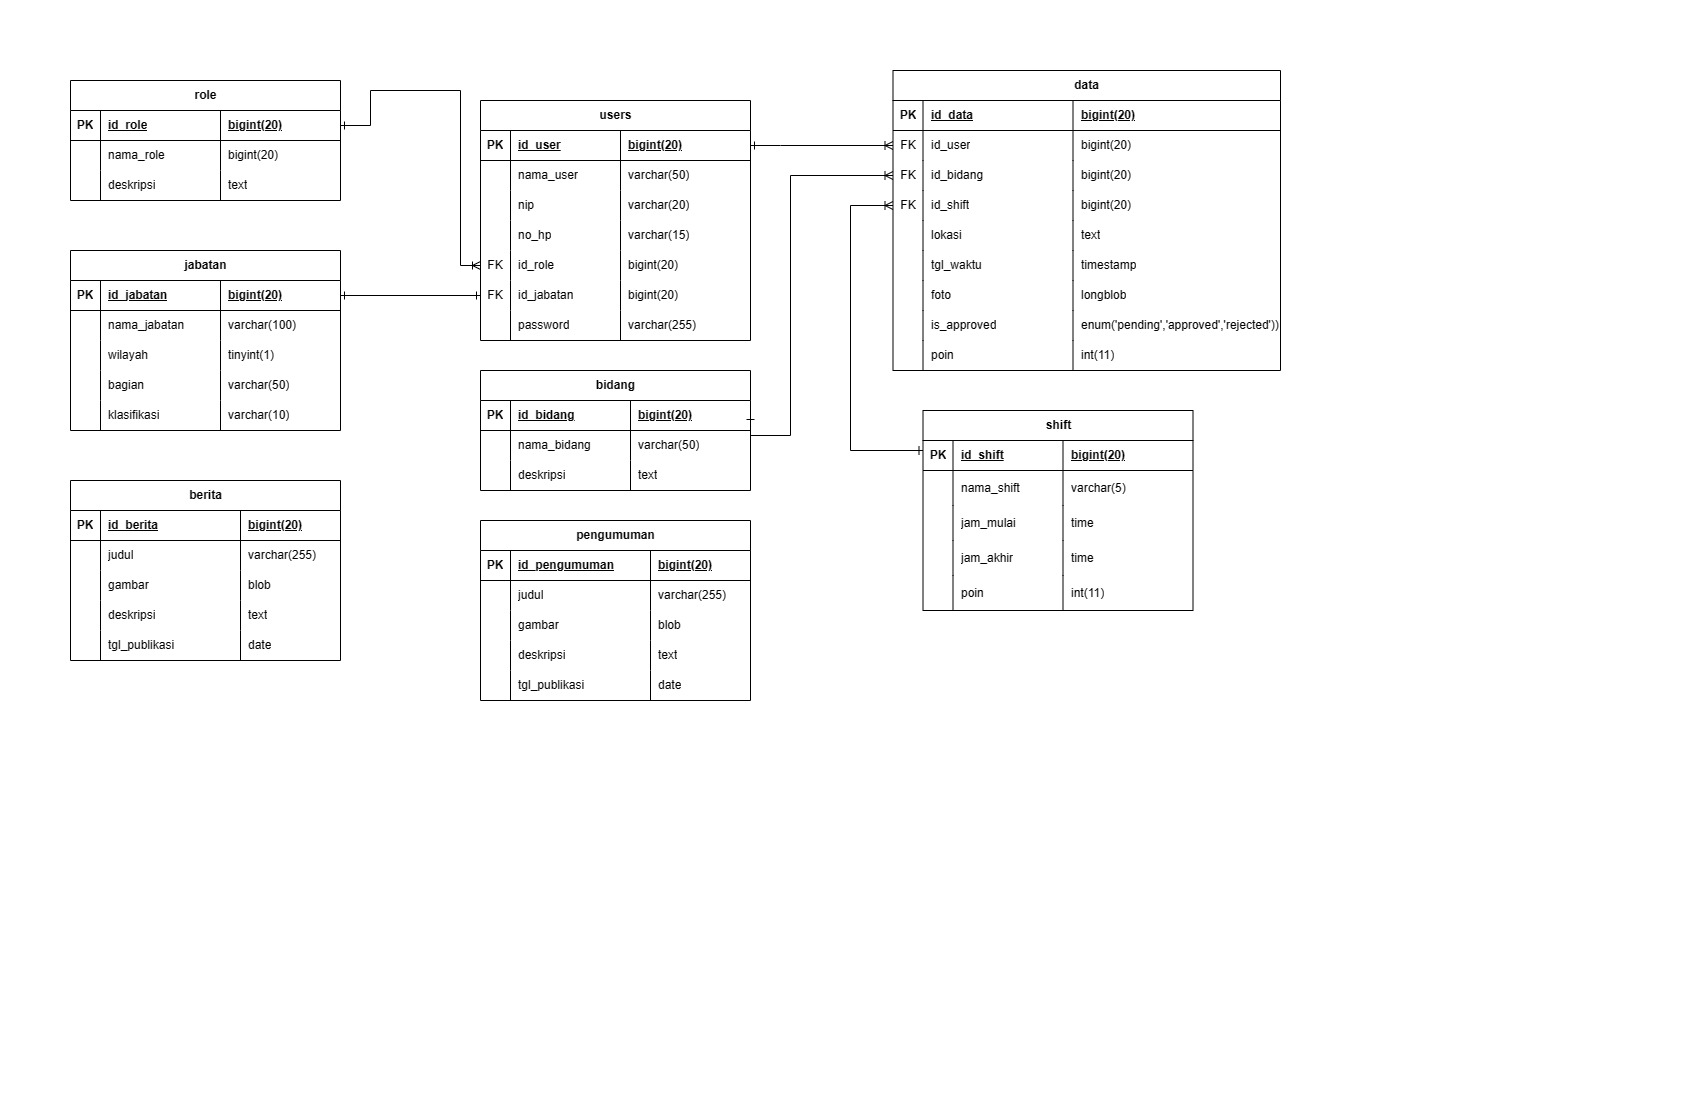 role
PK id_role bigint(20)
nama_role bigint(20)
deskripsi text
jabatan
PK id_jabatan bigint(20)
nama_jabatan varchar(100)
wilayah tinyint(1)
bagian varchar(50)
klasifikasi varchar(10)
berita
PK id_berita bigint(20)
judul varchar(255)
gambar blob
deskripsi text
tgl_publikasi date
users
PK id_user bigint(20)
nama_user varchar(50)
nip varchar(20)
no_hp varchar(15)
FK id_role bigint(20)
FK id_jabatan bigint(20)
password varchar(255)
bidang
PK id_bidang bigint(20)
nama_bidang varchar(50)
deskripsi text
pengumuman
PK id_pengumuman bigint(20)
judul varchar(255)
gambar blob
deskripsi text
tgl_publikasi date
data
PK id_data bigint(20)
FK id_user bigint(20)
FK id_bidang bigint(20)
FK id_shift bigint(20)
lokasi text
tgl_waktu timestamp
foto longblob
is_approved enum('pending','approved','rejected'))
poin int(11)
shift
PK id_shift bigint(20)
nama_shift varchar(5)
jam_mulai time
jam_akhir time
poin int(11)